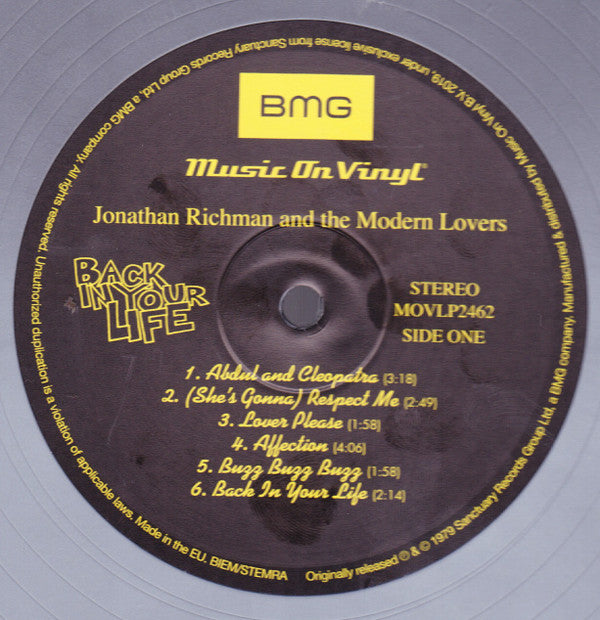 BMG
Music On Vinyl
Jonathan Richman and the Modern Lovers
BACK
IN YOUR
LIFE
STEREO
MOVLP2462
SIDE ONE
1. Abdul and Cleopatra (3:18)
2. (She's Gonna) Respect Me (2:49)
3. Lover Please (1:58)
4. Affection (4:06)
5. Buzz Buzz Buzz (1:58)
6. Back In Your Life (2:14)
Originally released ℗ & © 1979 Sanctuary Records Group Ltd, a BMG company. Manufactured & distributed by Music On Vinyl B.V. 2019, under exclusive license from Sanctuary Records Group Ltd, a BMG company. All rights reserved. Unauthorized duplication is a violation of applicable laws. Made in the EU. BIEM/STEMRA